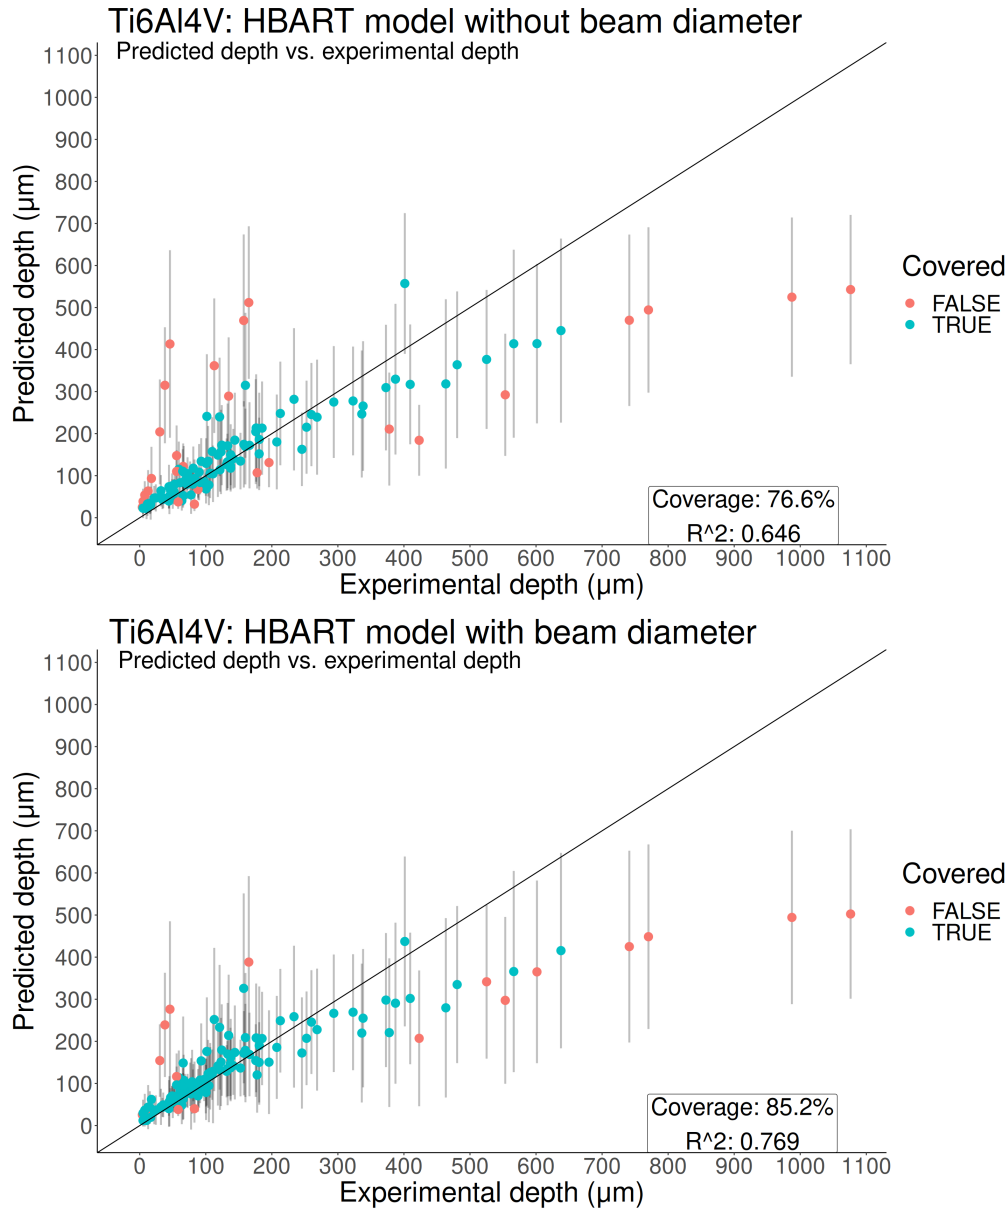 Ti6Al4V: HBART model without beam diameter
Predicted depth vs. experimental depth
1100
1000
900
800
700
600
500
400
300
200
100
0
Predicted depth (µm)
Coverage: 76.6%
R^2: 0.646
0 100 200 300 400 500 600 700 800 900 1000 1100
Experimental depth (µm)
Covered
FALSE
TRUE
Ti6Al4V: HBART model with beam diameter
Predicted depth vs. experimental depth
1100
1000
900
800
700
600
500
400
300
200
100
0
Predicted depth (µm)
Coverage: 85.2%
R^2: 0.769
0 100 200 300 400 500 600 700 800 900 1000 1100
Experimental depth (µm)
Covered
FALSE
TRUE